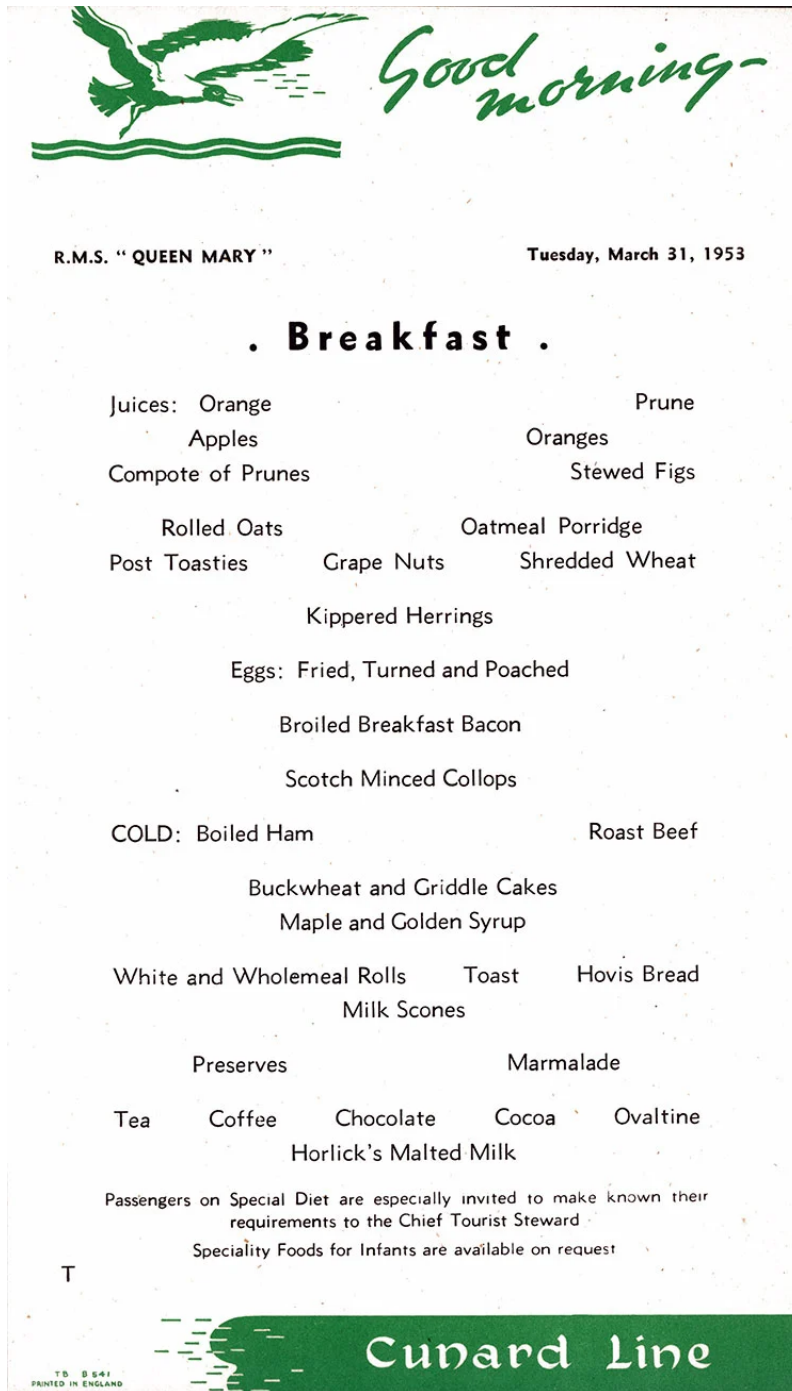 Good
morning-
R.M.S. “ QUEEN MARY ” Tuesday, March 31, 1953
. Breakfast .
Juices: Orange Prune
Apples Oranges
Compote of Prunes Stewed Figs
Rolled Oats Oatmeal Porridge
Post Toasties Grape Nuts Shredded Wheat
Kippered Herrings
Eggs: Fried, Turned and Poached
Broiled Breakfast Bacon
Scotch Minced Collops
COLD: Boiled Ham Roast Beef
Buckwheat and Griddle Cakes
Maple and Golden Syrup
White and Wholemeal Rolls Toast Hovis Bread
Milk Scones
Preserves Marmalade
Tea Coffee Chocolate Cocoa Ovaltine
Horlick's Malted Milk
Passengers on Special Diet are especially invited to make known their
requirements to the Chief Tourist Steward
Speciality Foods for Infants are available on request
T
Cunard Line
TB B 541
PRINTED IN ENGLAND